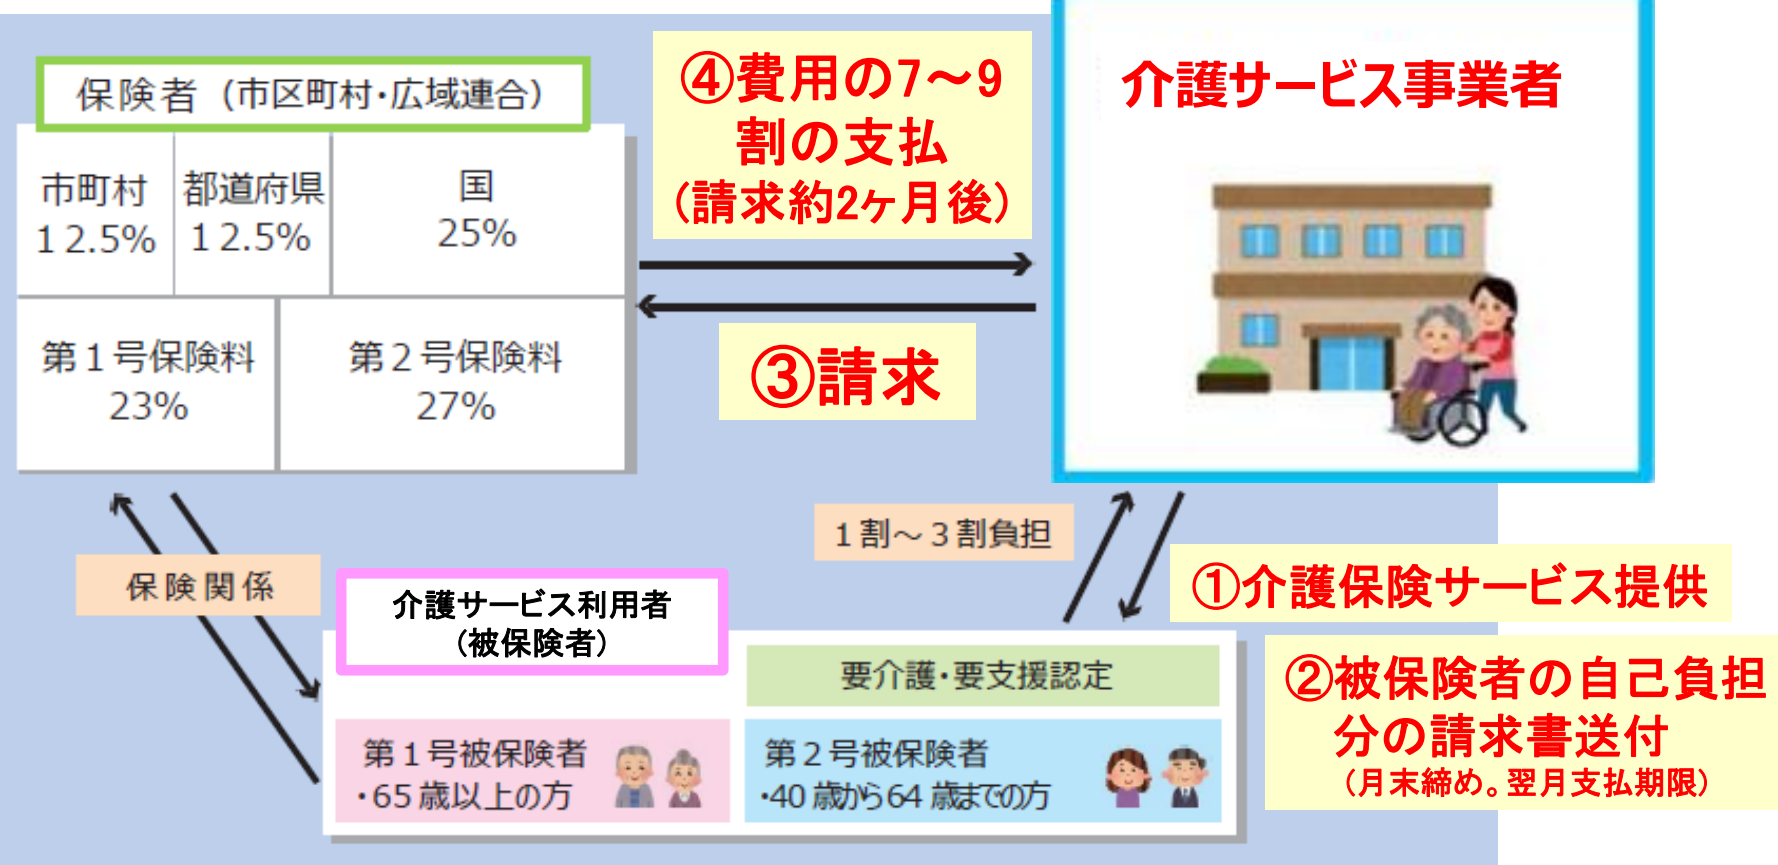 保険者（市区町村・広域連合）
市町村
12.5%
都道府県
12.5%
国
25%
第１号保険料
23%
第２号保険料
27%
④費用の7～9
割の支払
（請求約2ヶ月後）
③請求
介護サービス事業者
保険関係
1割～3割負担
①介護保険サービス提供
②被保険者の自己負担
分の請求書送付
（月末締め。翌月支払期限）
介護サービス利用者
（被保険者）
要介護・要支援認定
第１号被保険者
・65歳以上の方
第２号被保険者
・40歳から64歳までの方